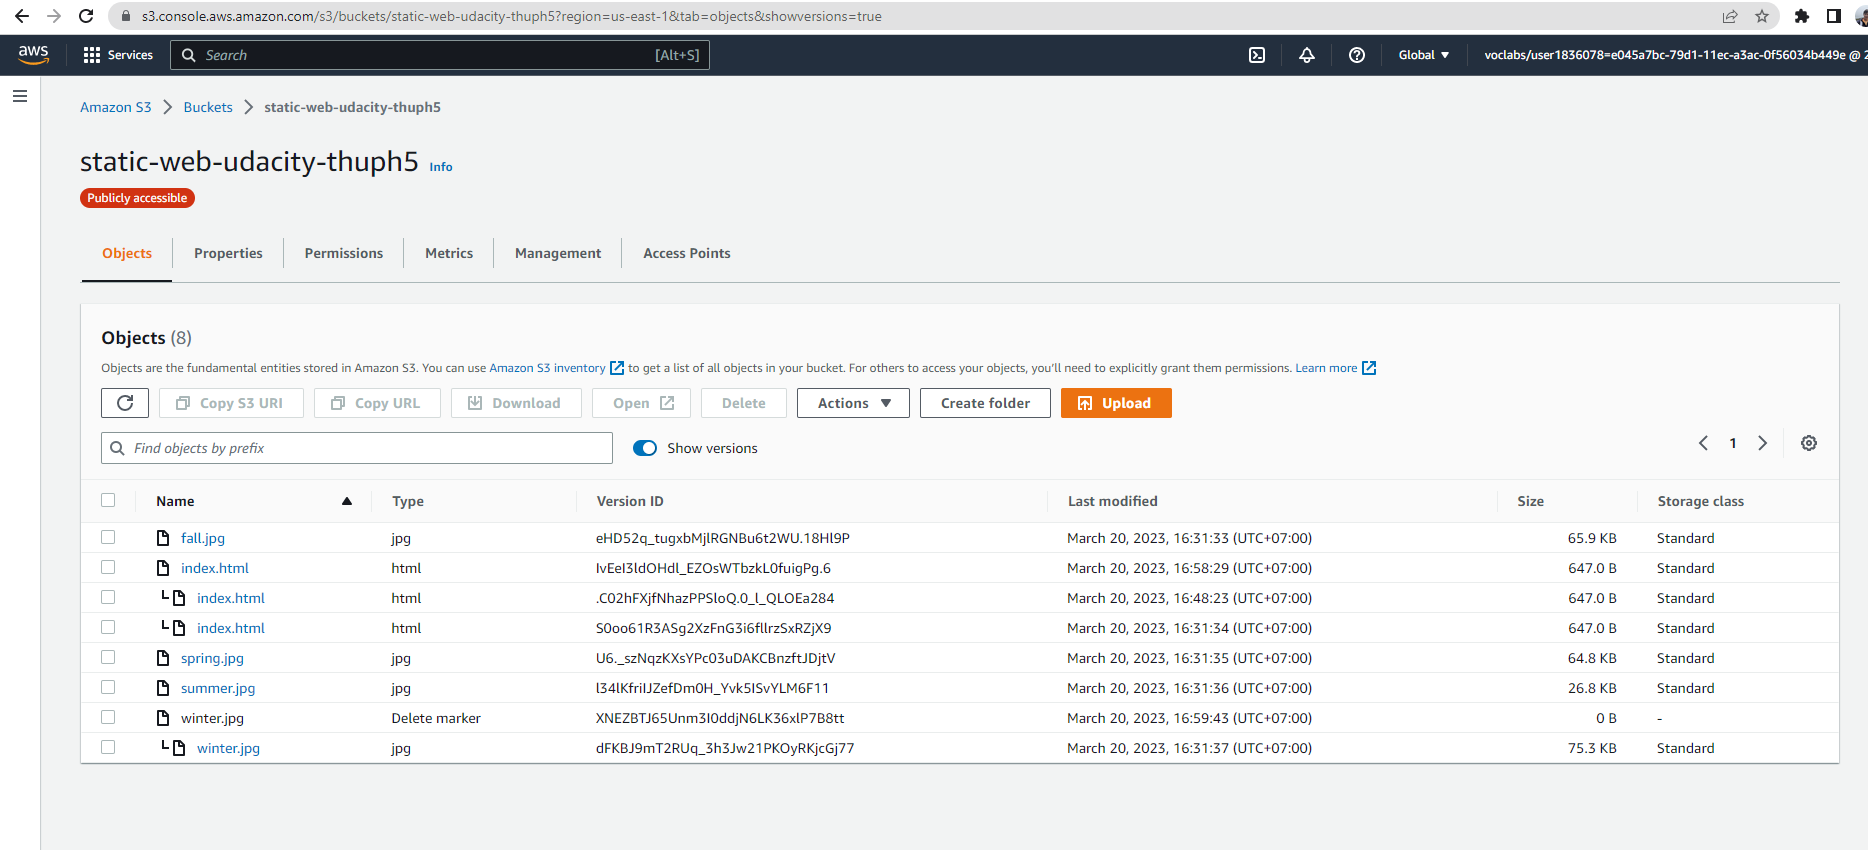 s3.console.aws.amazon.com/s3/buckets/static-web-udacity-thuph5?region=us-east-1&tab=objects&showversions=true
aws Services Search [Alt+S] Global voclabs/user1836078=e045a7bc-79d1-11ec-a3ac-0f56034b449e @ 2
Amazon S3 Buckets static-web-udacity-thuph5
static-web-udacity-thuph5 Info
Publicly accessible
Objects Properties Permissions Metrics Management Access Points
Objects (8)
Objects are the fundamental entities stored in Amazon S3. You can use Amazon S3 inventory to get a list of all objects in your bucket. For others to access your objects, you'll need to explicitly grant them permissions. Learn more
Copy S3 URI Copy URL Download Open Delete Actions Create folder Upload
Find objects by prefix Show versions 1
Name Type Version ID Last modified Size Storage class
fall.jpg jpg eHD52q_tugxbMjlRGNBu6t2WU.18Hl9P March 20, 2023, 16:31:33 (UTC+07:00) 65.9 KB Standard
index.html html IvEeI3ldOHdl_EZOsWTbzkL0fuigPg.6 March 20, 2023, 16:58:29 (UTC+07:00) 647.0 B Standard
index.html html .C02hFXjfNhazPPSloQ.0_l_QLOEa284 March 20, 2023, 16:48:23 (UTC+07:00) 647.0 B Standard
index.html html S0oo61R3ASg2XzFnG3i6fllrzSxRZjX9 March 20, 2023, 16:31:34 (UTC+07:00) 647.0 B Standard
spring.jpg jpg U6._szNqzKXsYPc03uDAKCBnzftJDjtV March 20, 2023, 16:31:35 (UTC+07:00) 64.8 KB Standard
summer.jpg jpg l34lKfriIJZefDm0H_Yvk5ISvYLM6F11 March 20, 2023, 16:31:36 (UTC+07:00) 26.8 KB Standard
winter.jpg Delete marker XNEZBTJ65Unm3I0ddjN6LK36xlP7B8tt March 20, 2023, 16:59:43 (UTC+07:00) 0 B -
winter.jpg jpg dFKBJ9mT2RUq_3h3Jw21PKOyRKjcGj77 March 20, 2023, 16:31:37 (UTC+07:00) 75.3 KB Standard